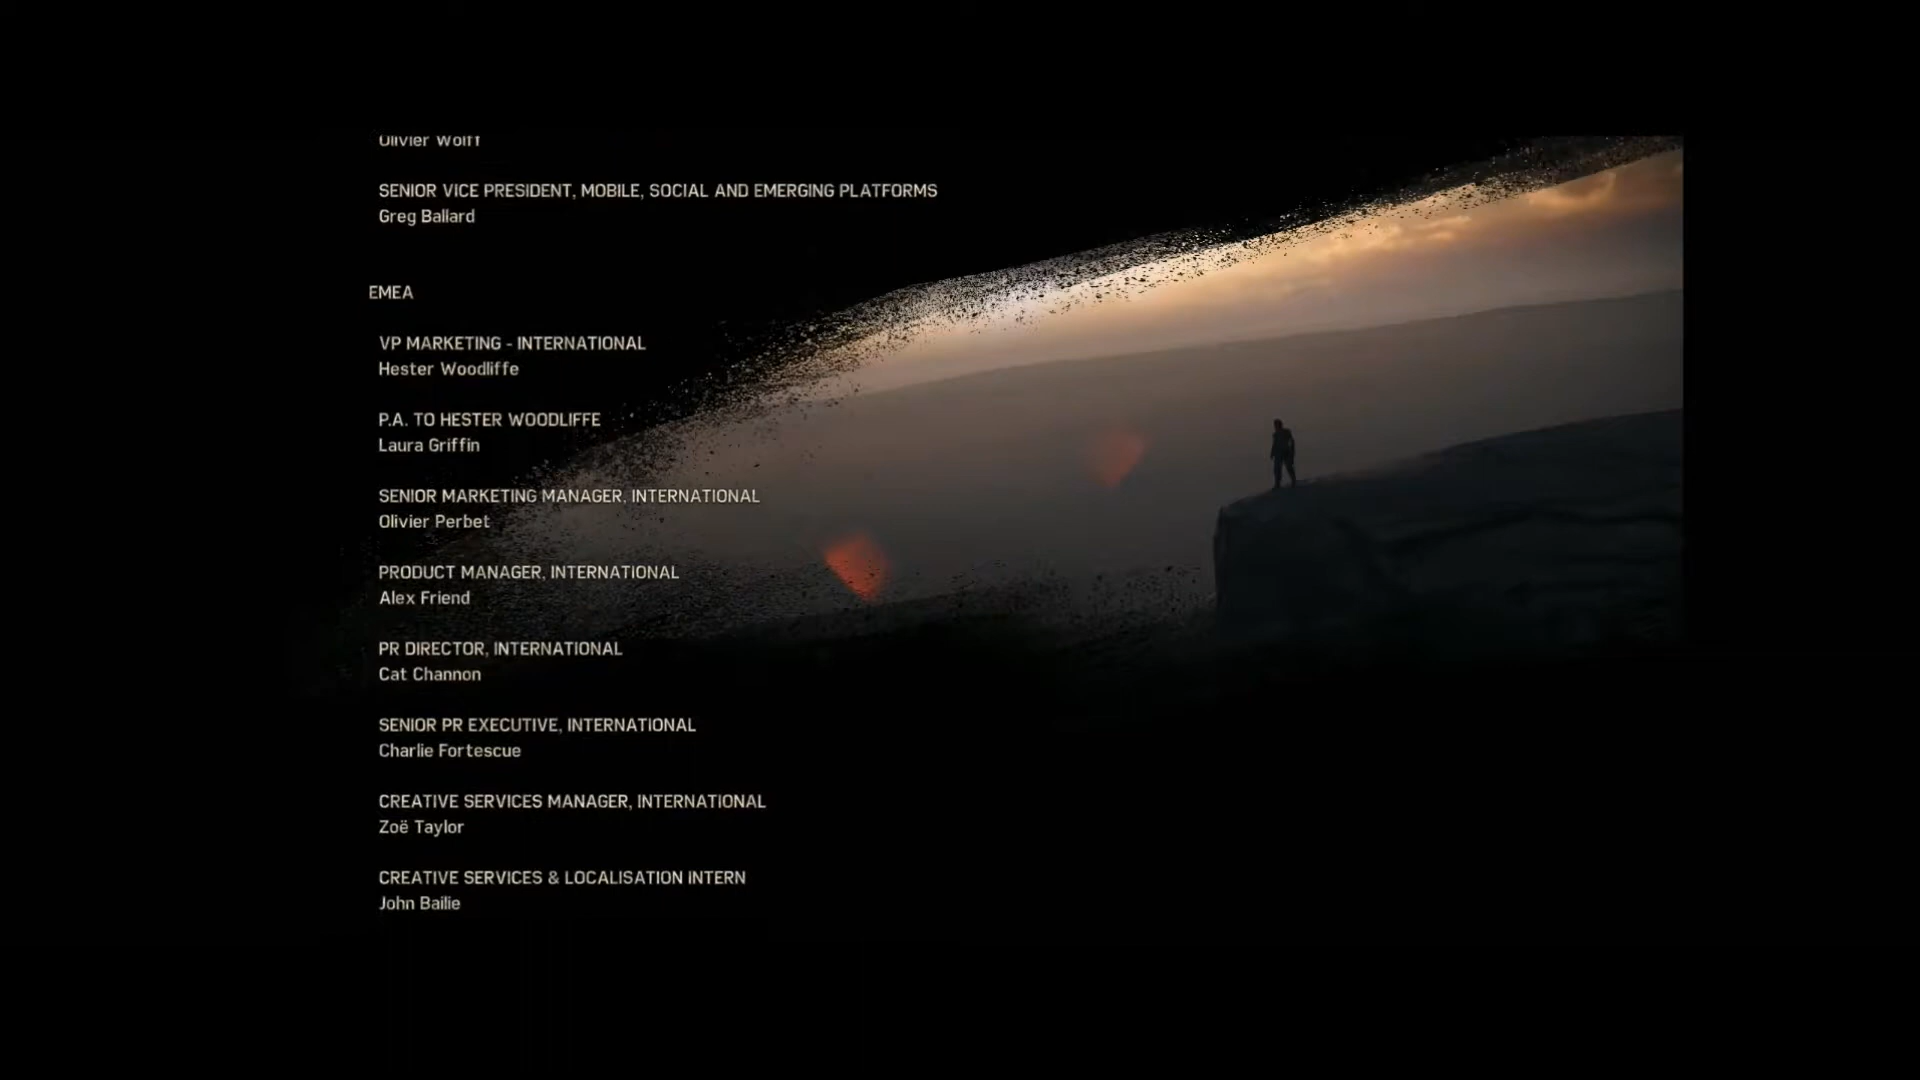 Olivier Wolff
SENIOR VICE PRESIDENT, MOBILE, SOCIAL AND EMERGING PLATFORMS
Greg Ballard
EMEA
VP MARKETING - INTERNATIONAL
Hester Woodliffe
P.A. TO HESTER WOODLIFFE
Laura Griffin
SENIOR MARKETING MANAGER, INTERNATIONAL
Olivier Perbet
PRODUCT MANAGER, INTERNATIONAL
Alex Friend
PR DIRECTOR, INTERNATIONAL
Cat Channon
SENIOR PR EXECUTIVE, INTERNATIONAL
Charlie Fortescue
CREATIVE SERVICES MANAGER, INTERNATIONAL
Zoë Taylor
CREATIVE SERVICES & LOCALISATION INTERN
John Bailie